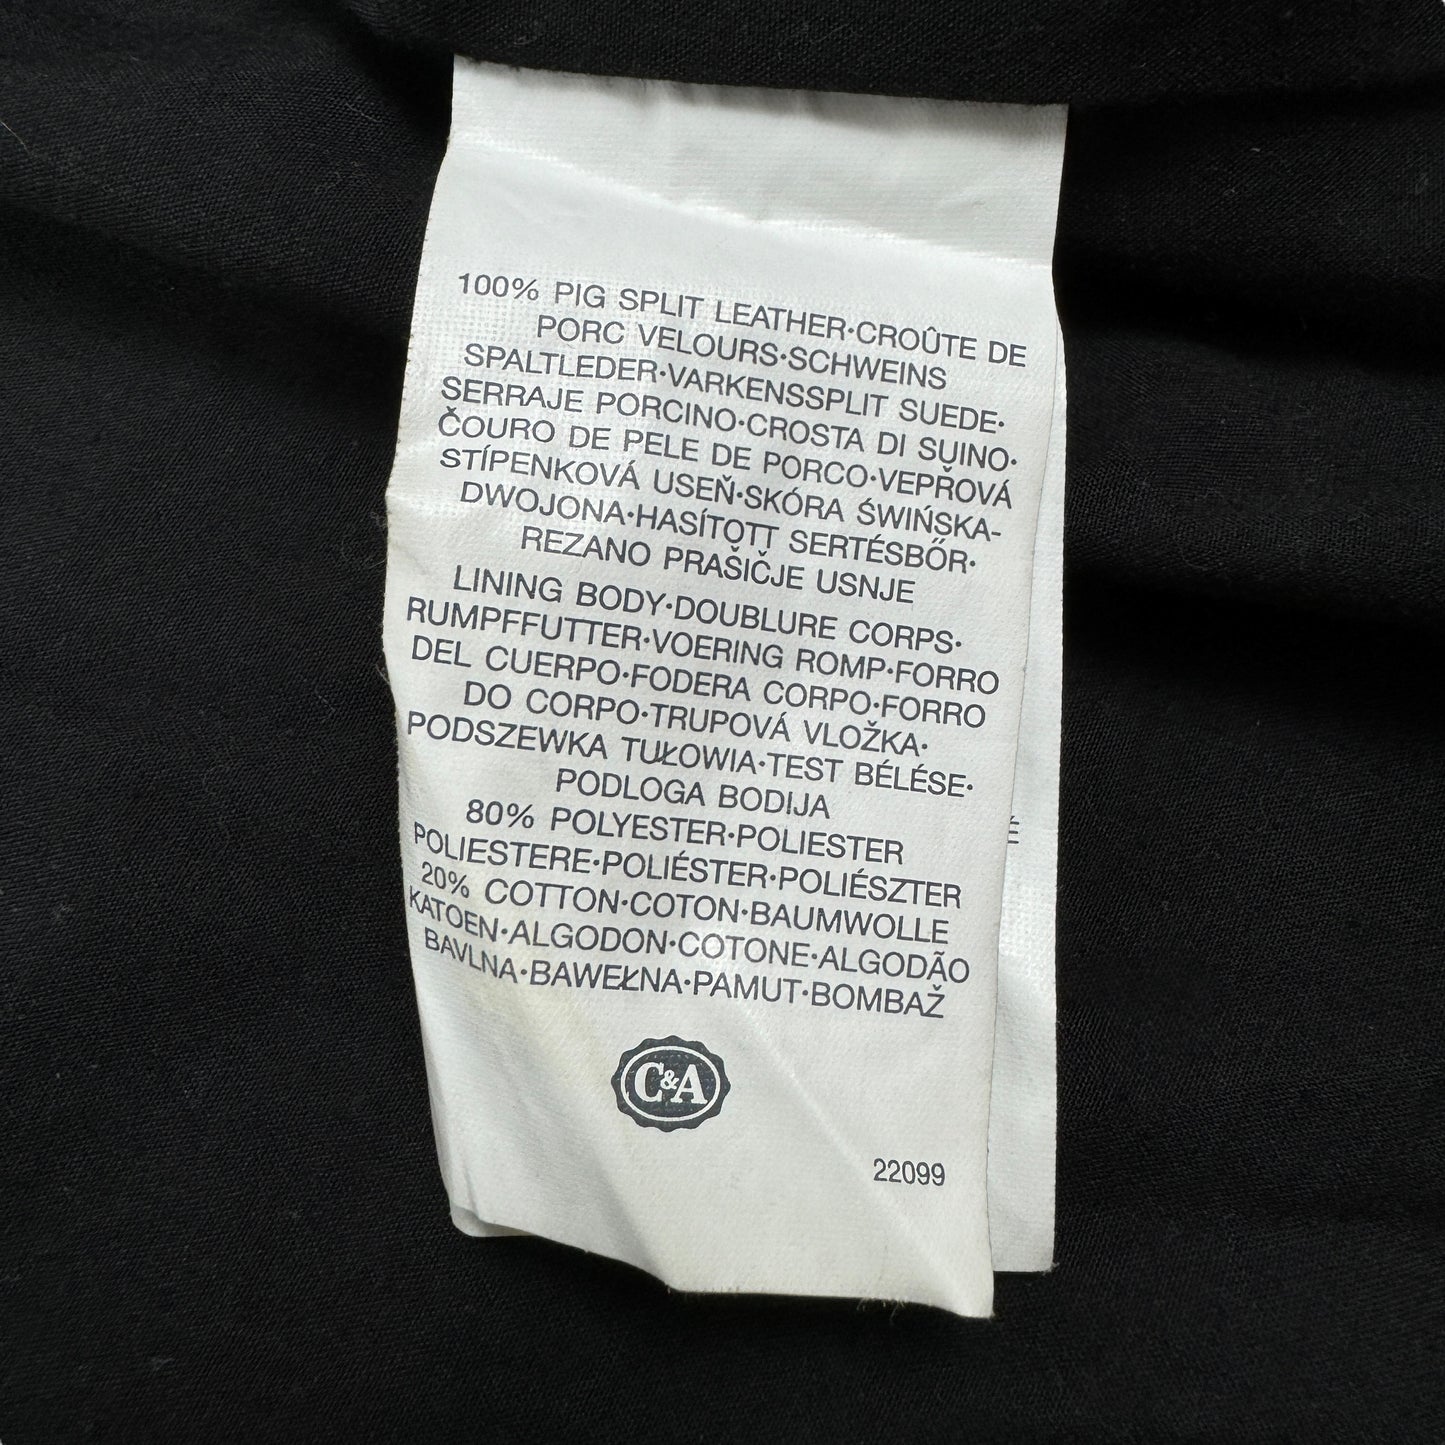 100% PIG SPLIT LEATHER·CROÛTE DE
PORC VELOURS·SCHWEINS
SPALTLEDER·VARKENSSPLIT SUEDE·
SERRAJE PORCINO·CROSTA DI SUINO·
ČOURO DE PELE DE PORCO·VEPŘOVÁ
STÍPENKOVÁ USEŇ·SKÓRA ŚWIŃSKA-
DWOJONA·HASÍTOTT SERTÉSBŐR·
REZANO PRAŠIČJE USNJE
LINING BODY·DOUBLURE CORPS·
RUMPFFUTTER·VOERING ROMP·FORRO
DEL CUERPO·FODERA CORPO·FORRO
DO CORPO·TRUPOVÁ VLOŽKA·
PODSZEWKA TUŁOWIA·TEST BÉLÉSE·
PODLOGA BODIJA
80% POLYESTER·POLIESTER
POLIESTERE·POLIÉSTER·POLIÉSZTER
20% COTTON·COTON·BAUMWOLLE
KATOEN·ALGODON·COTONE·ALGODÃO
BAVLNA·BAWEŁNA·PAMUT·BOMBAŽ
C&A
22099
É